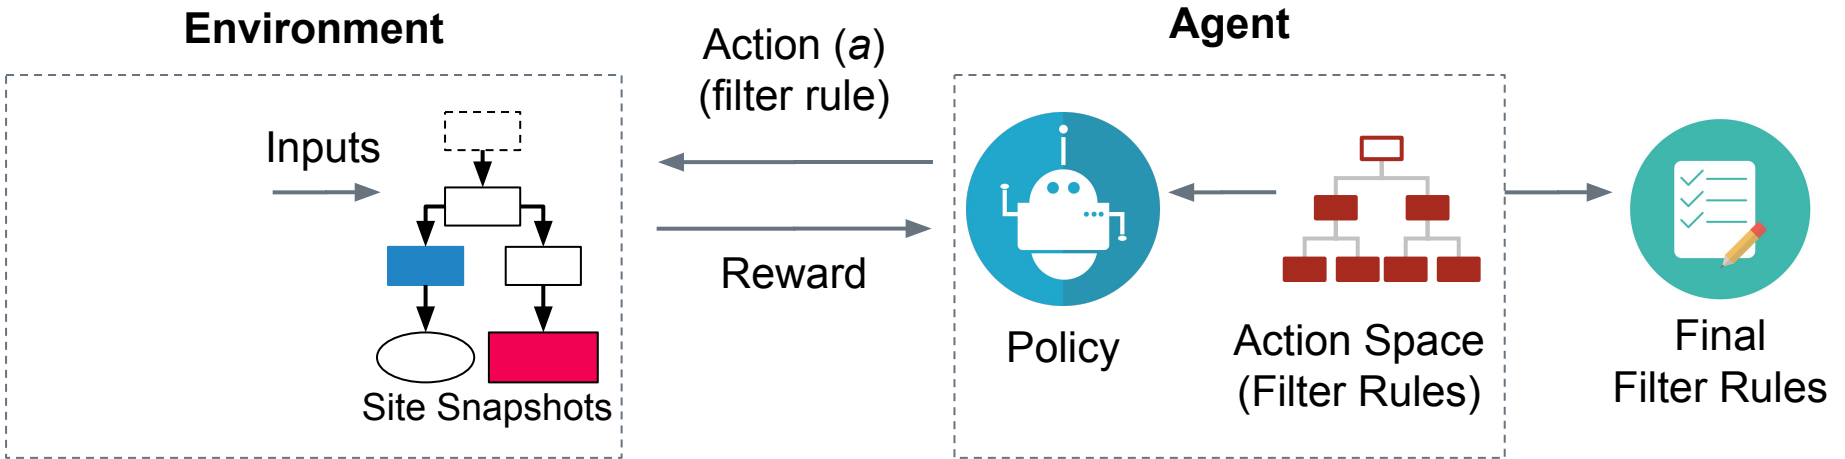 Environment
Inputs
Site Snapshots
Action (a)
(filter rule)
Reward
Agent
Policy
Action Space
(Filter Rules)
Final
Filter Rules